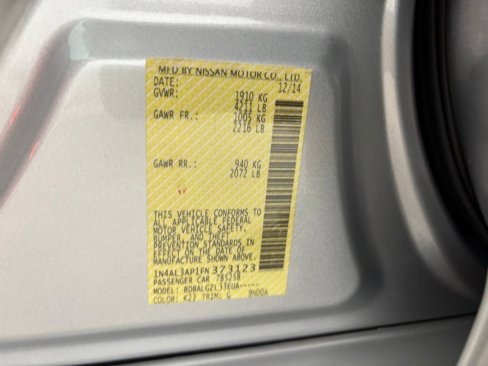 MFD BY NISSAN MOTOR CO., LTD.
DATE: 12/14
GVWR: 1910 KG
4211 LB
GAWR FR.: 1005 KG
2216 LB
GAWR RR.: 940 KG
2072 LB
THIS VEHICLE CONFORMS TO
ALL APPLICABLE FEDERAL
MOTOR VEHICLE SAFETY,
BUMPER, AND THEFT
PREVENTION STANDARDS IN
EFFECT ON THE DATE OF
MANUFACTURE SHOWN ABOVE.
1N4AL3AP1FN373123
PASSENGER CAR 785258
MODEL:
COLOR: K23 TRIM: G